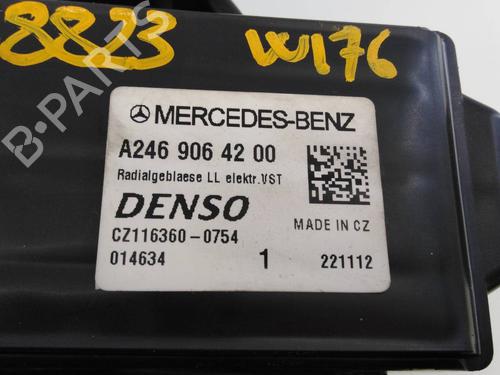 8823 W176
MERCEDES-BENZ
A246 906 42 00
Radialgeblaese LL elektr.VST
DENSO
MADE IN CZ
CZ116360-0754
014634 1 221112
B-PARTS